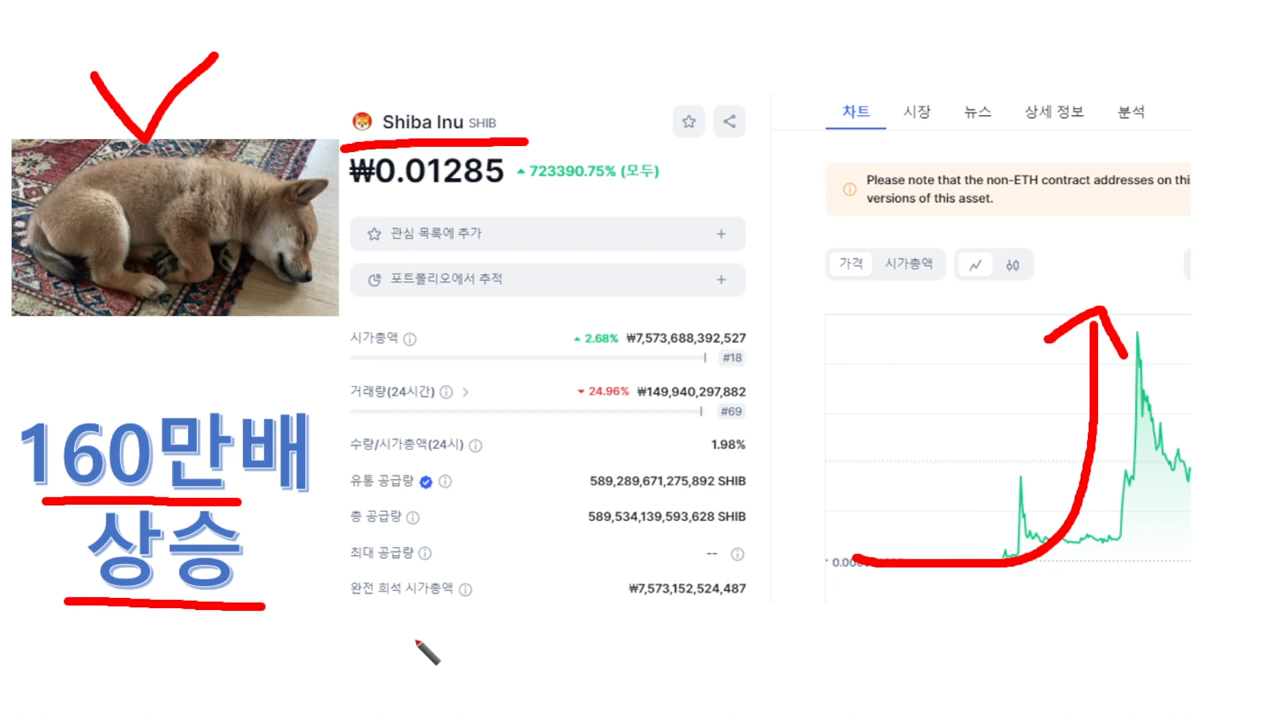 Shiba Inu SHIB
₩0.01285 ▲ 723390.75% (모두)
관심 목록에 추가 +
포트폴리오에서 추적 +
시가총액 ▲ 2.68% ₩7,573,688,392,527
#18
거래량(24시간) ▼ 24.96% ₩149,940,297,882
#69
수량/시가총액(24시) 1.98%
유통 공급량 589,289,671,275,892 SHIB
총 공급량 589,534,139,593,628 SHIB
최대 공급량 --
완전 희석 시가총액 ₩7,573,152,524,487
160만배
상승
차트 시장 뉴스 상세 정보 분석
Please note that the non-ETH contract addresses on thi
versions of this asset.
가격 시가총액